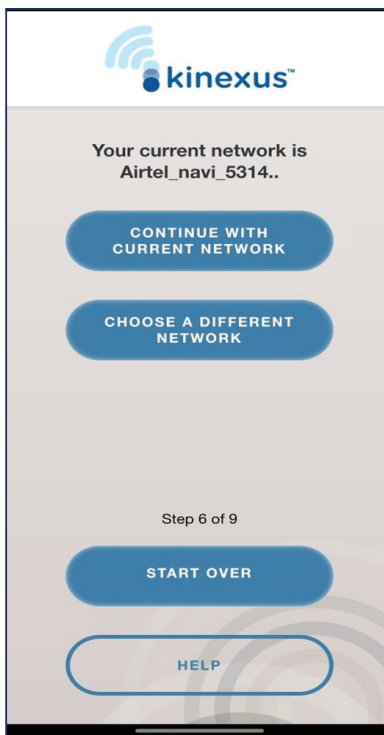 kinexus™
Your current network is
Airtel_navi_5314..
CONTINUE WITH
CURRENT NETWORK
CHOOSE A DIFFERENT
NETWORK
Step 6 of 9
START OVER
HELP